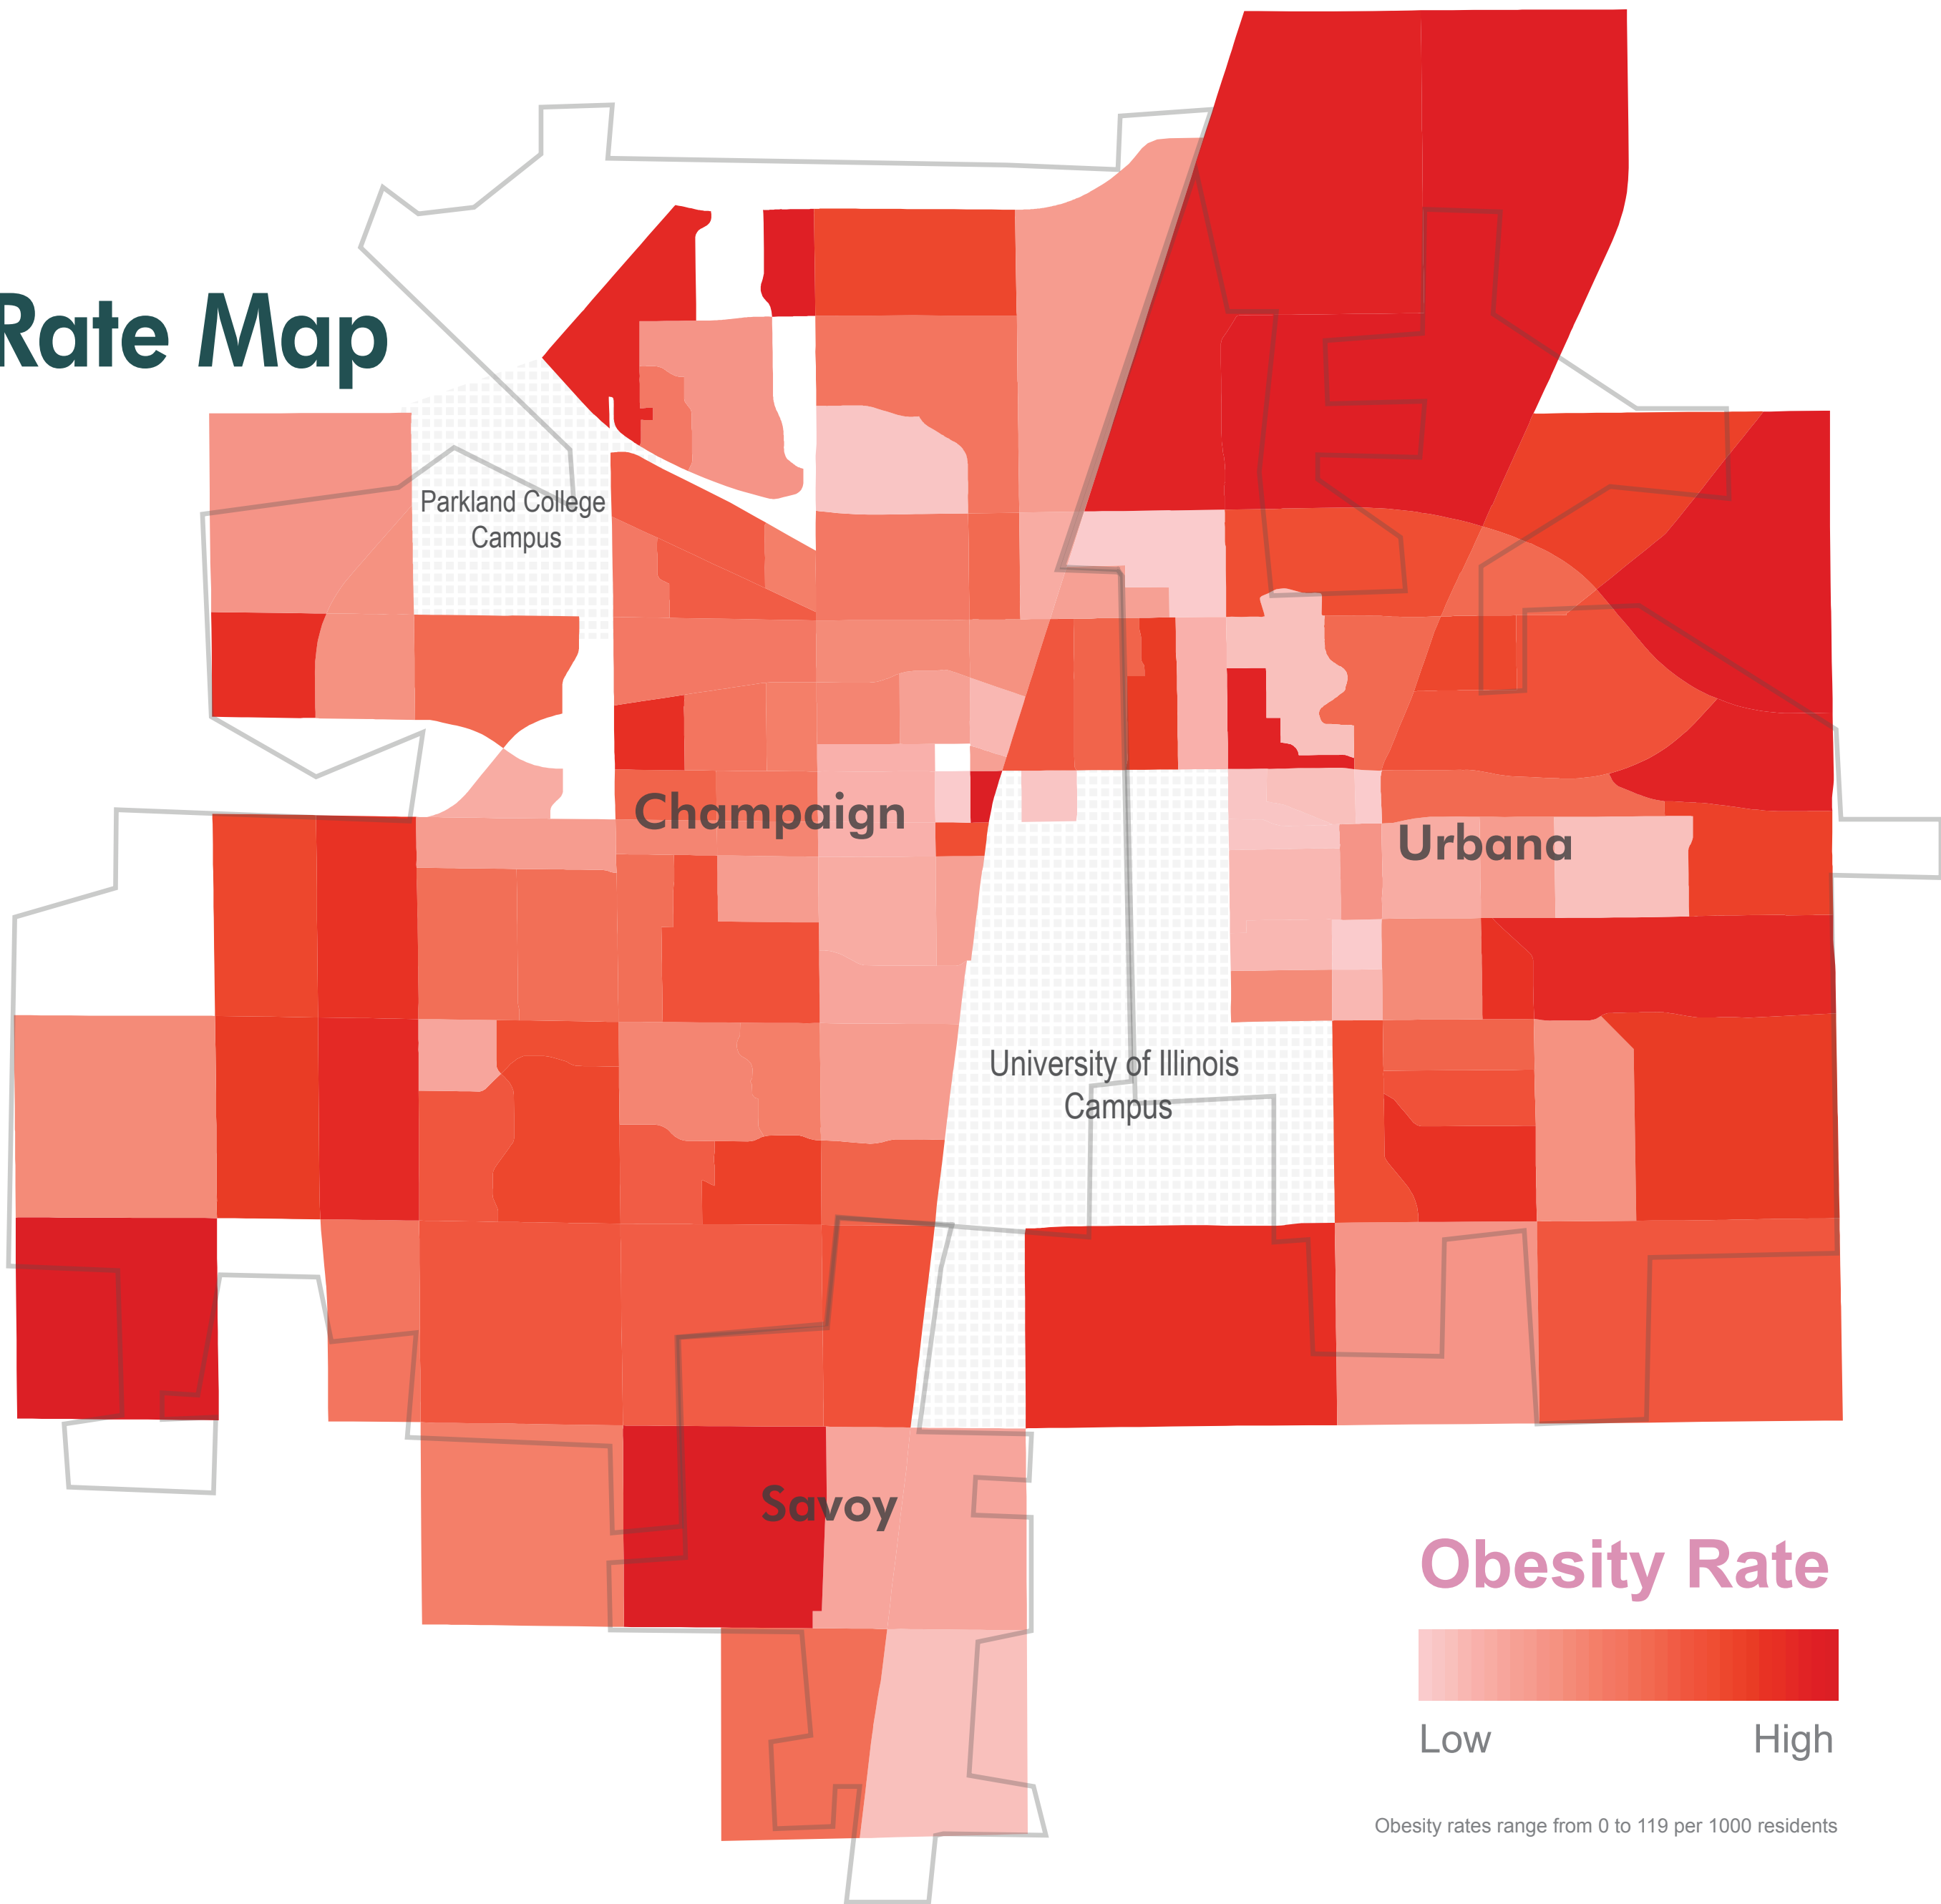 Rate Map
Parkland College
Campus
Champaign
Urbana
University of Illinois
Campus
Savoy
Obesity Rate
Low
High
Obesity rates range from 0 to 119 per 1000 residents